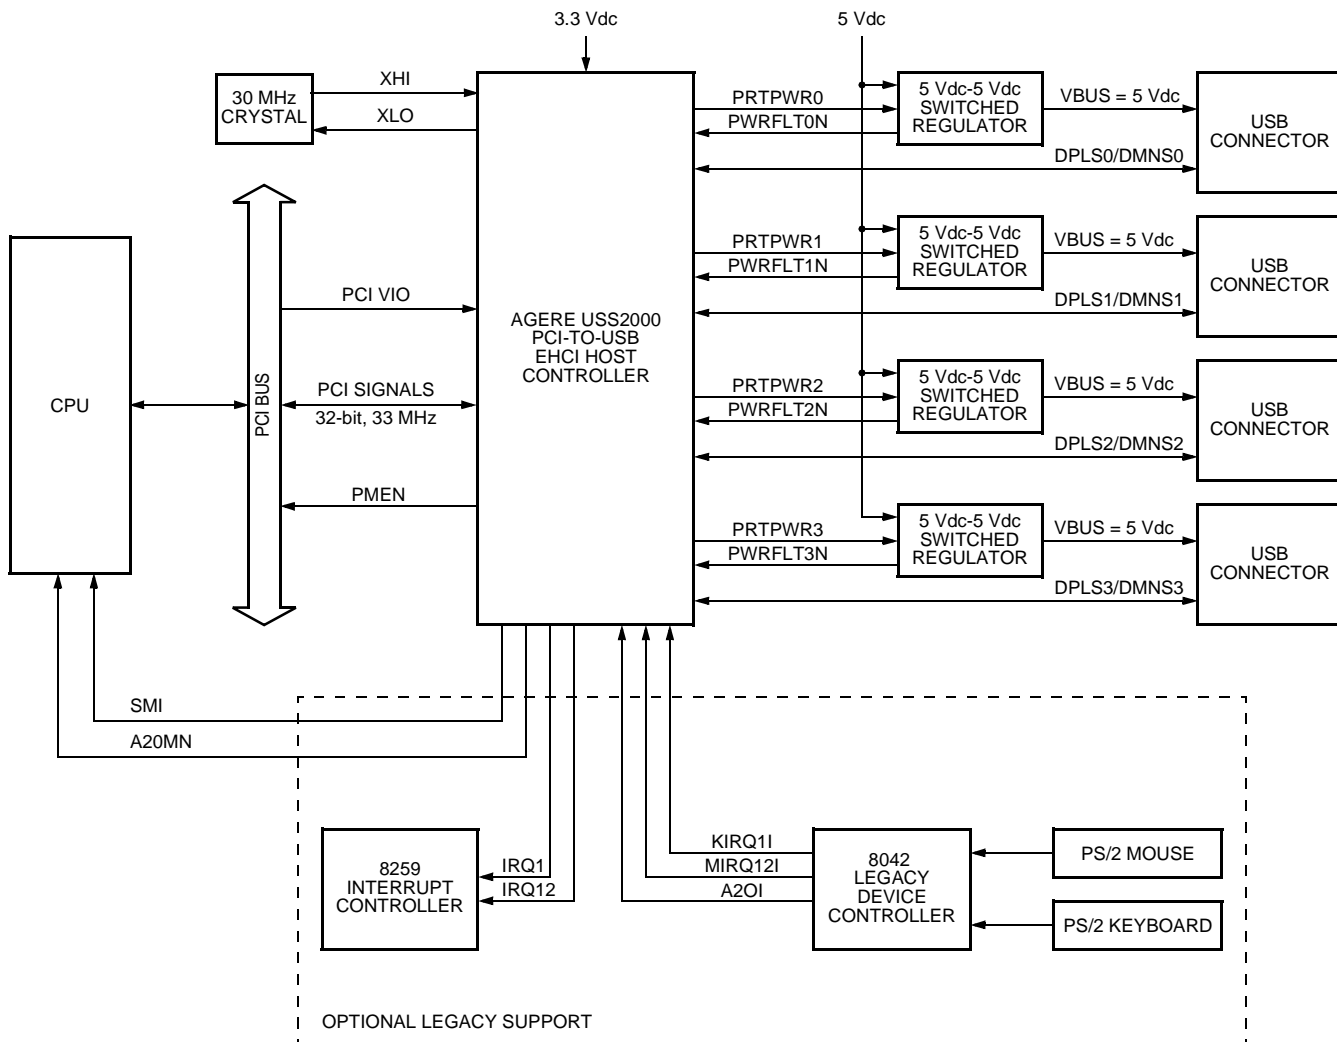 3.3 Vdc
5 Vdc
30 MHz
CRYSTAL
XHI
XLO
CPU
PCI BUS
PCI VIO
PCI SIGNALS
32-bit, 33 MHz
PMEN
AGERE USS2000
PCI-TO-USB
EHCI HOST
CONTROLLER
PRTPWR0
PWRFLT0N
5 Vdc-5 Vdc
SWITCHED
REGULATOR
VBUS = 5 Vdc
DPLS0/DMNS0
USB
CONNECTOR
PRTPWR1
PWRFLT1N
5 Vdc-5 Vdc
SWITCHED
REGULATOR
VBUS = 5 Vdc
DPLS1/DMNS1
USB
CONNECTOR
PRTPWR2
PWRFLT2N
5 Vdc-5 Vdc
SWITCHED
REGULATOR
VBUS = 5 Vdc
DPLS2/DMNS2
USB
CONNECTOR
PRTPWR3
PWRFLT3N
5 Vdc-5 Vdc
SWITCHED
REGULATOR
VBUS = 5 Vdc
DPLS3/DMNS3
USB
CONNECTOR
SMI
A20MN
8259
INTERRUPT
CONTROLLER
IRQ1
IRQ12
KIRQ1I
MIRQ12I
A2OI
8042
LEGACY
DEVICE
CONTROLLER
PS/2 MOUSE
PS/2 KEYBOARD
OPTIONAL LEGACY SUPPORT